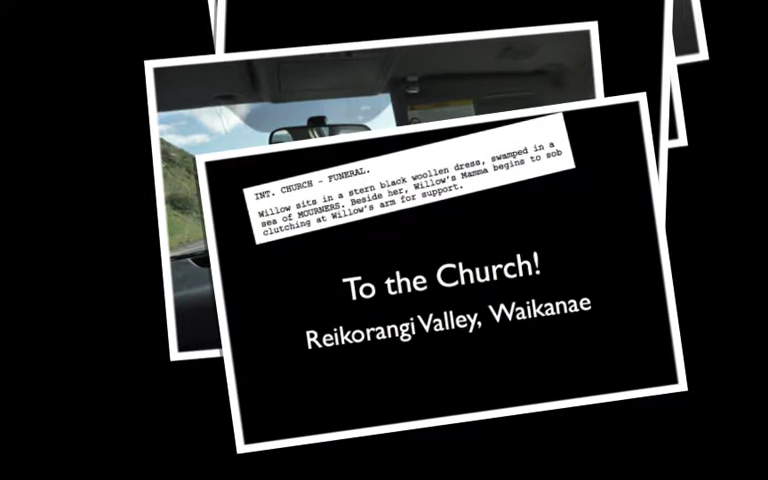 INT. CHURCH - FUNERAL.
Willow sits in a stern black woollen dress, swamped in a
sea of MOURNERS. Beside her, Willow's Mamma begins to sob
clutching at Willow's arm for support.
To the Church!
Reikorangi Valley, Waikanae